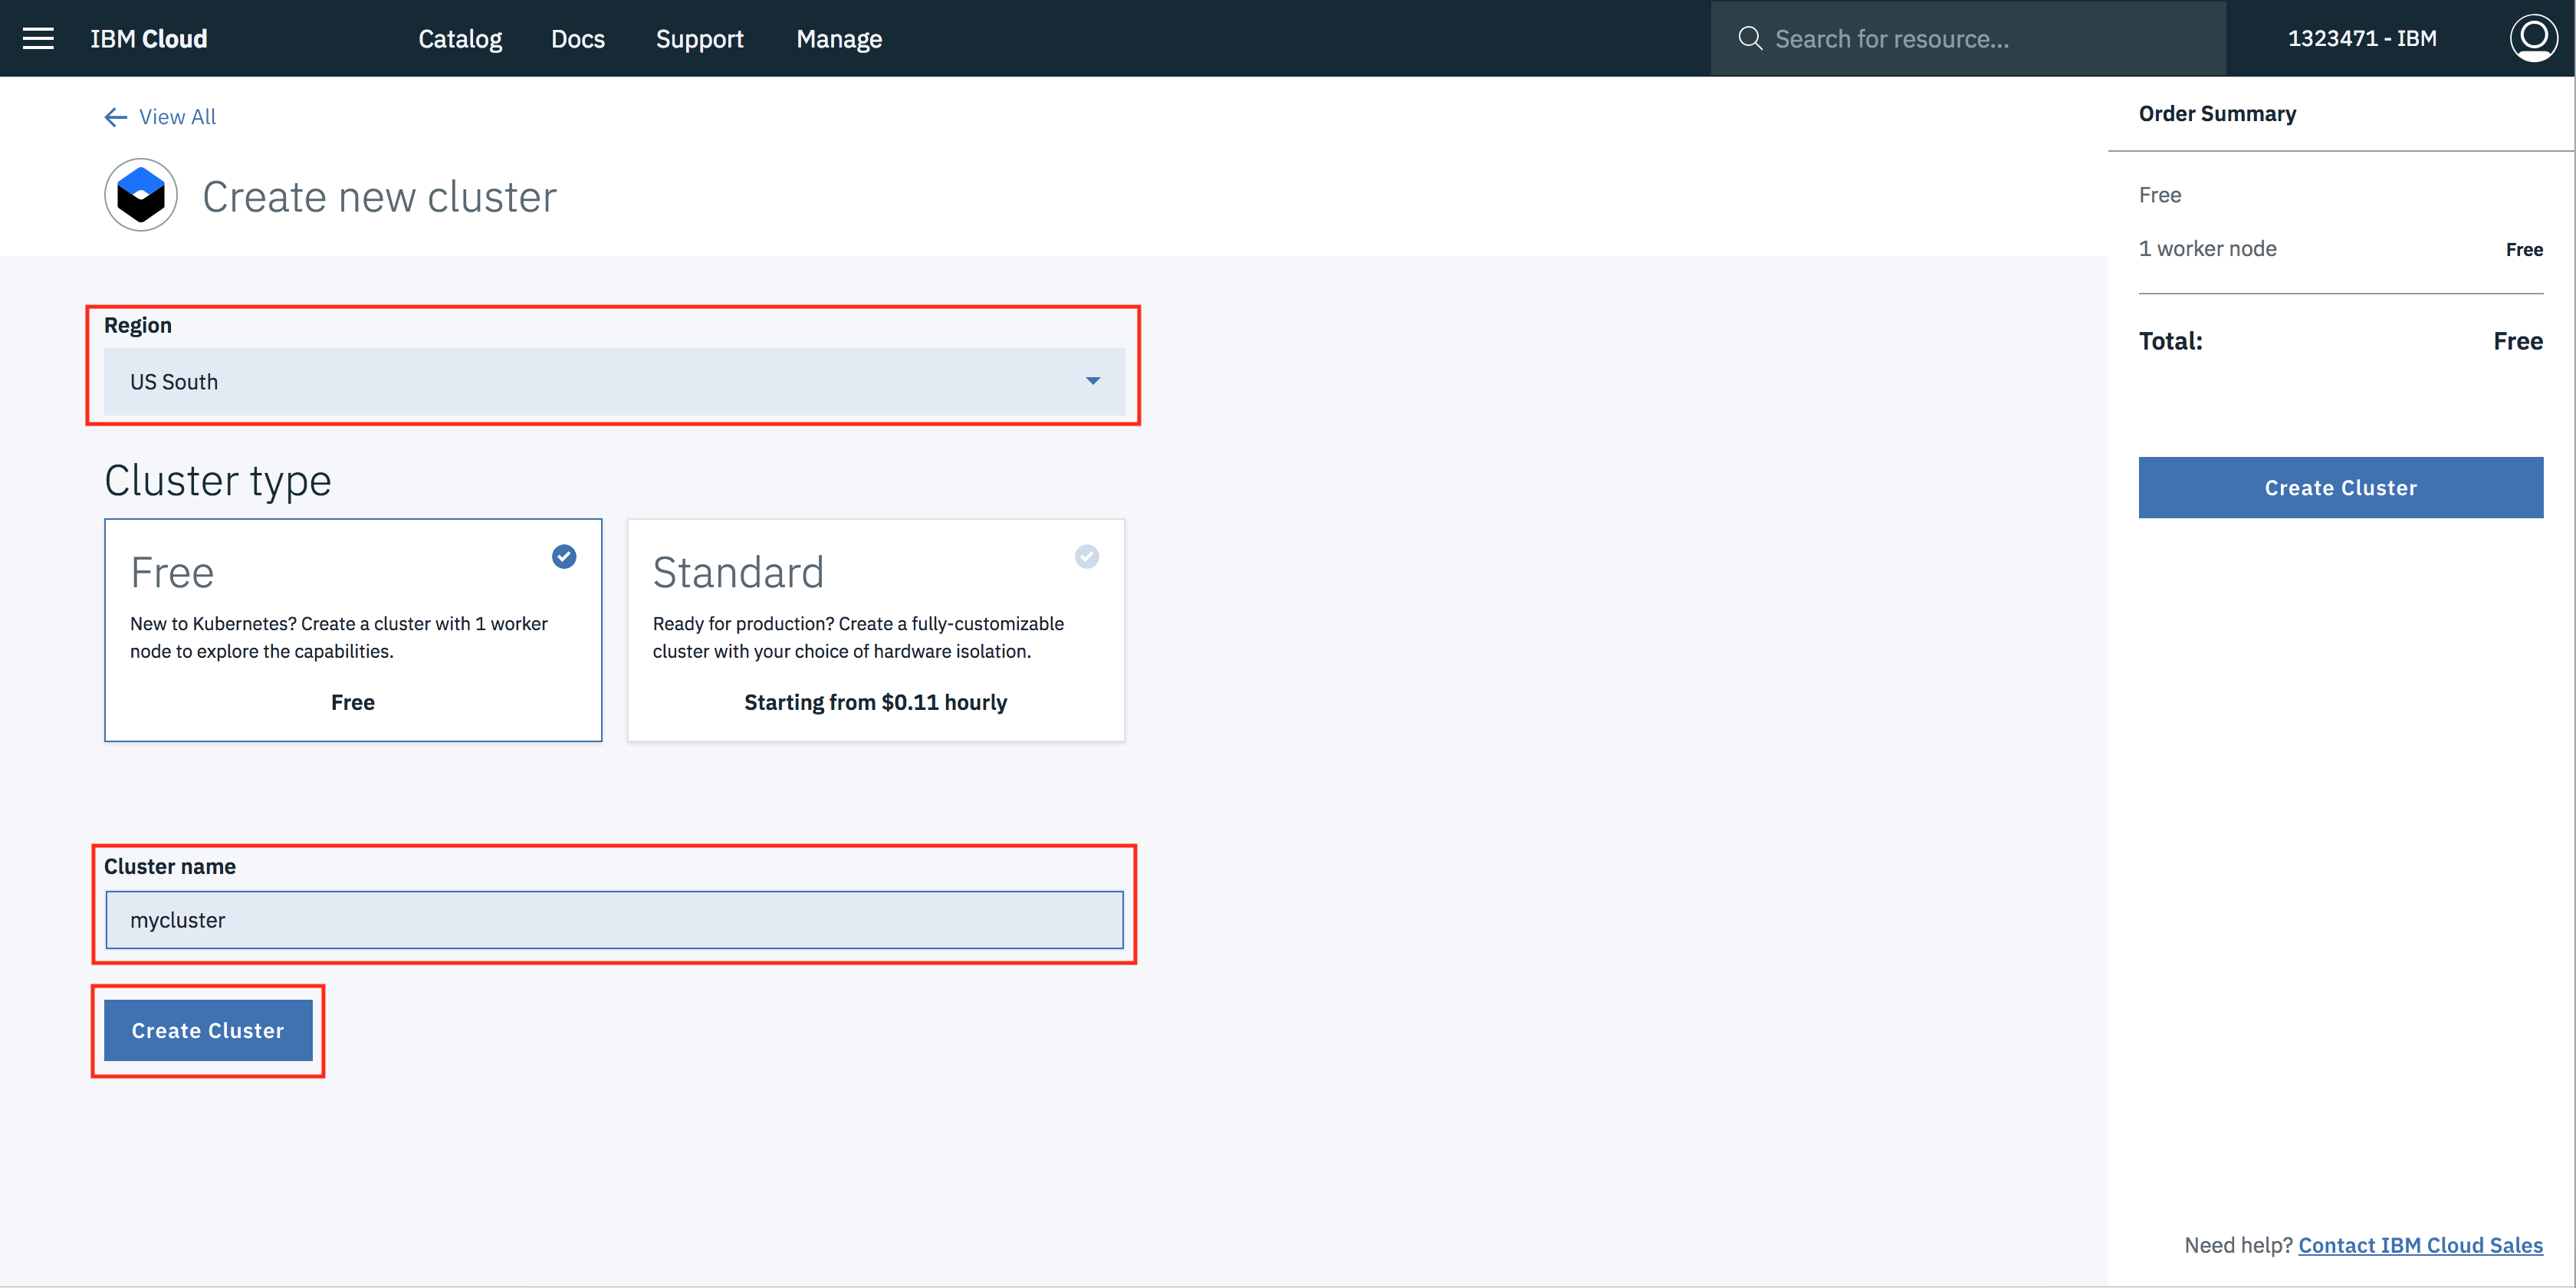 IBM Cloud
Catalog
Docs
Support
Manage
Search for resource...
1323471 - IBM
View All
Create new cluster
Region
US South
Cluster type
Free
New to Kubernetes? Create a cluster with 1 worker
node to explore the capabilities.
Free
Standard
Ready for production? Create a fully-customizable
cluster with your choice of hardware isolation.
Starting from $0.11 hourly
Cluster name
mycluster
Create Cluster
Order Summary
Free
1 worker node Free
Total: Free
Create Cluster
Need help? Contact IBM Cloud Sales